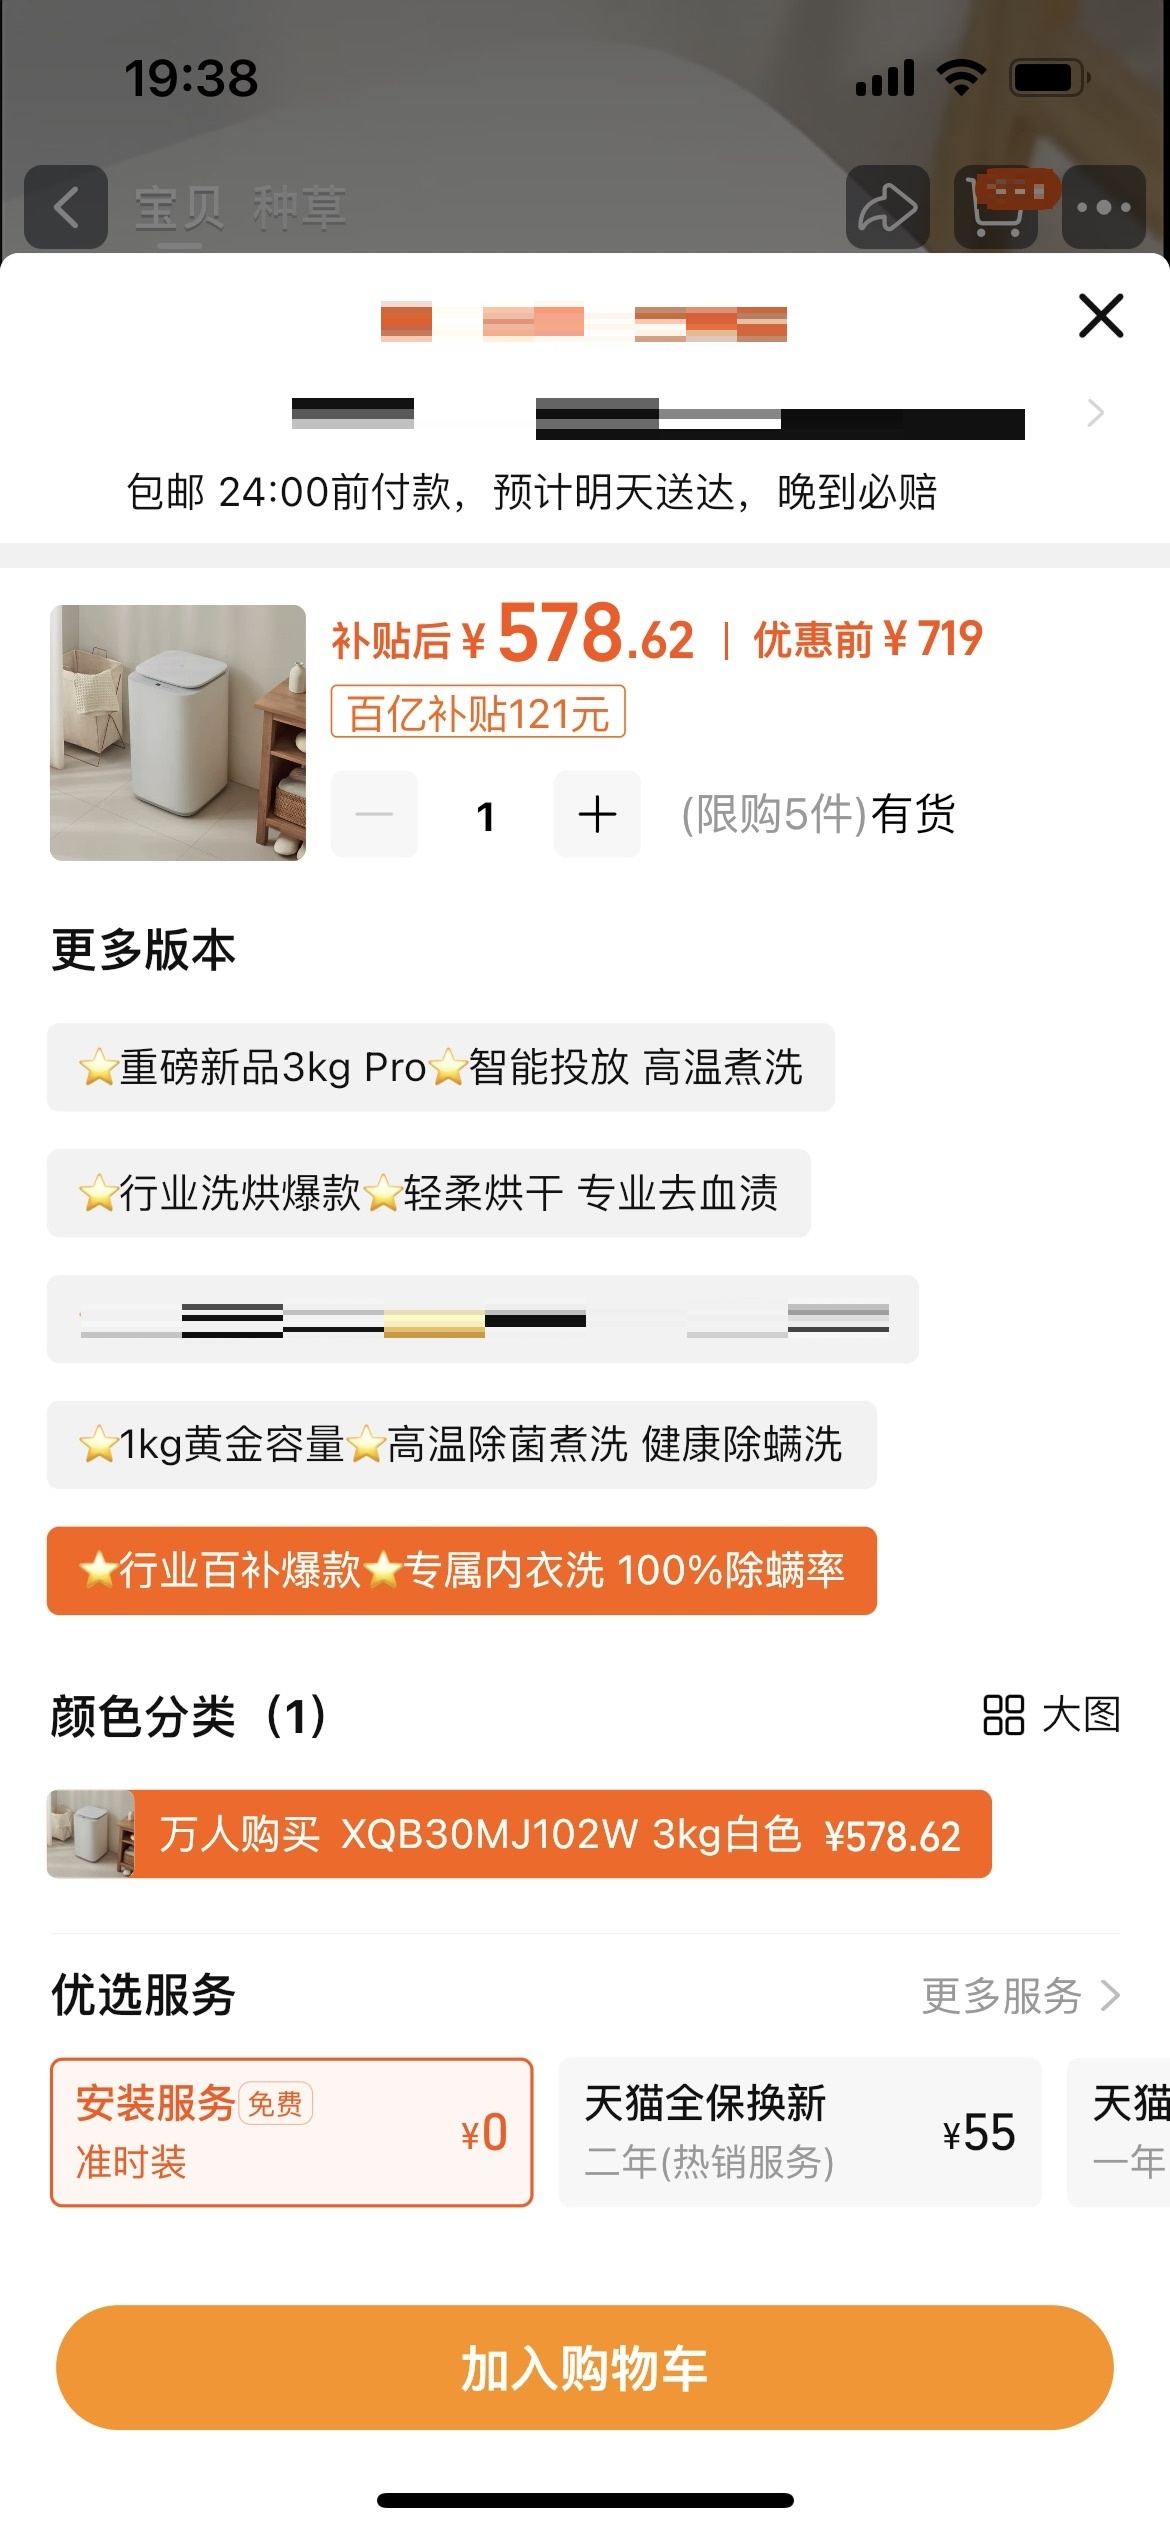 19:38
宝贝 种草
包邮 24:00前付款，预计明天送达，晚到必赔
补贴后¥578.62 | 优惠前¥719
百亿补贴121元
1 (限购5件)有货
更多版本
⭐重磅新品3kg Pro⭐智能投放 高温煮洗
⭐行业洗烘爆款⭐轻柔烘干 专业去血渍
⭐1kg黄金容量⭐高温除菌煮洗 健康除螨洗
⭐行业百补爆款⭐专属内衣洗 100%除螨率
颜色分类（1） 大图
万人购买 XQB30MJ102W 3kg白色 ¥578.62
优选服务 更多服务
安装服务 免费 ¥0 天猫全保换新 ¥55 天猫
准时装 二年(热销服务) 一年
加入购物车